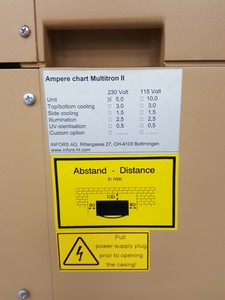 Ampere chart Multitron II
230 Volt 115 Volt
Unit ☒ 5,0 □ 10,0
Top/bottom cooling □ 3,0 □ 3,0
Side cooling □ 1,5 □ 1,5
Illumination □ 2,5 □ 2,5
UV-sterilisation □ 0,5 □ 0,5
Custom option □ □
INFORS AG, Rittergasse 27, CH-4103 Bottmingen
www.infors-ht.com
Abstand - Distance
in mm
100
80 80
Pull
power-supply plug
prior to opening
the casing!